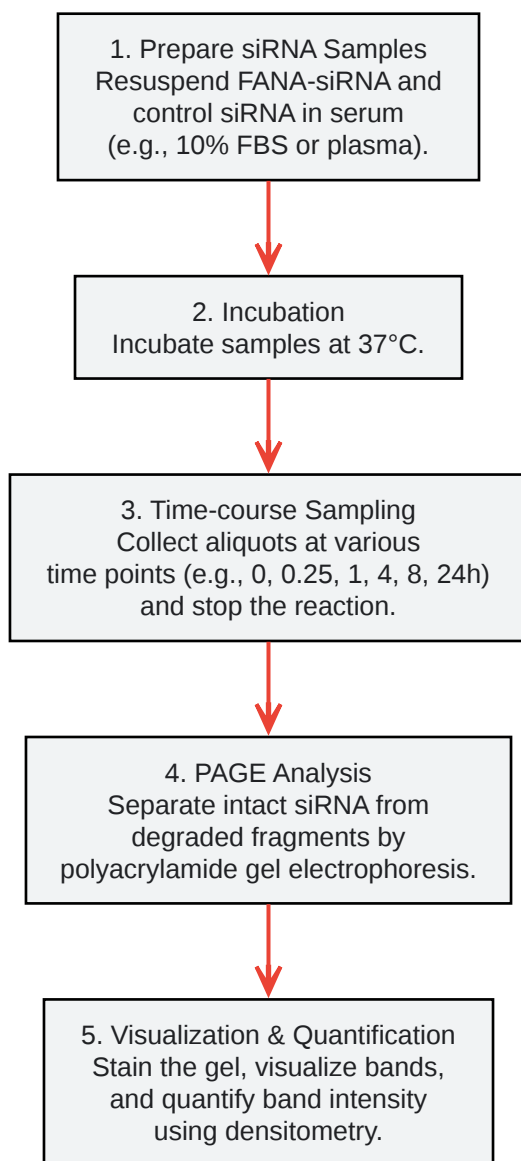 1. Prepare siRNA Samples
Resuspend FANA-siRNA and
control siRNA in serum
(e.g., 10% FBS or plasma).
2. Incubation
Incubate samples at 37°C.
3. Time-course Sampling
Collect aliquots at various
time points (e.g., 0, 0.25, 1, 4, 8, 24h)
and stop the reaction.
4. PAGE Analysis
Separate intact siRNA from
degraded fragments by
polyacrylamide gel electrophoresis.
5. Visualization & Quantification
Stain the gel, visualize bands,
and quantify band intensity
using densitometry.